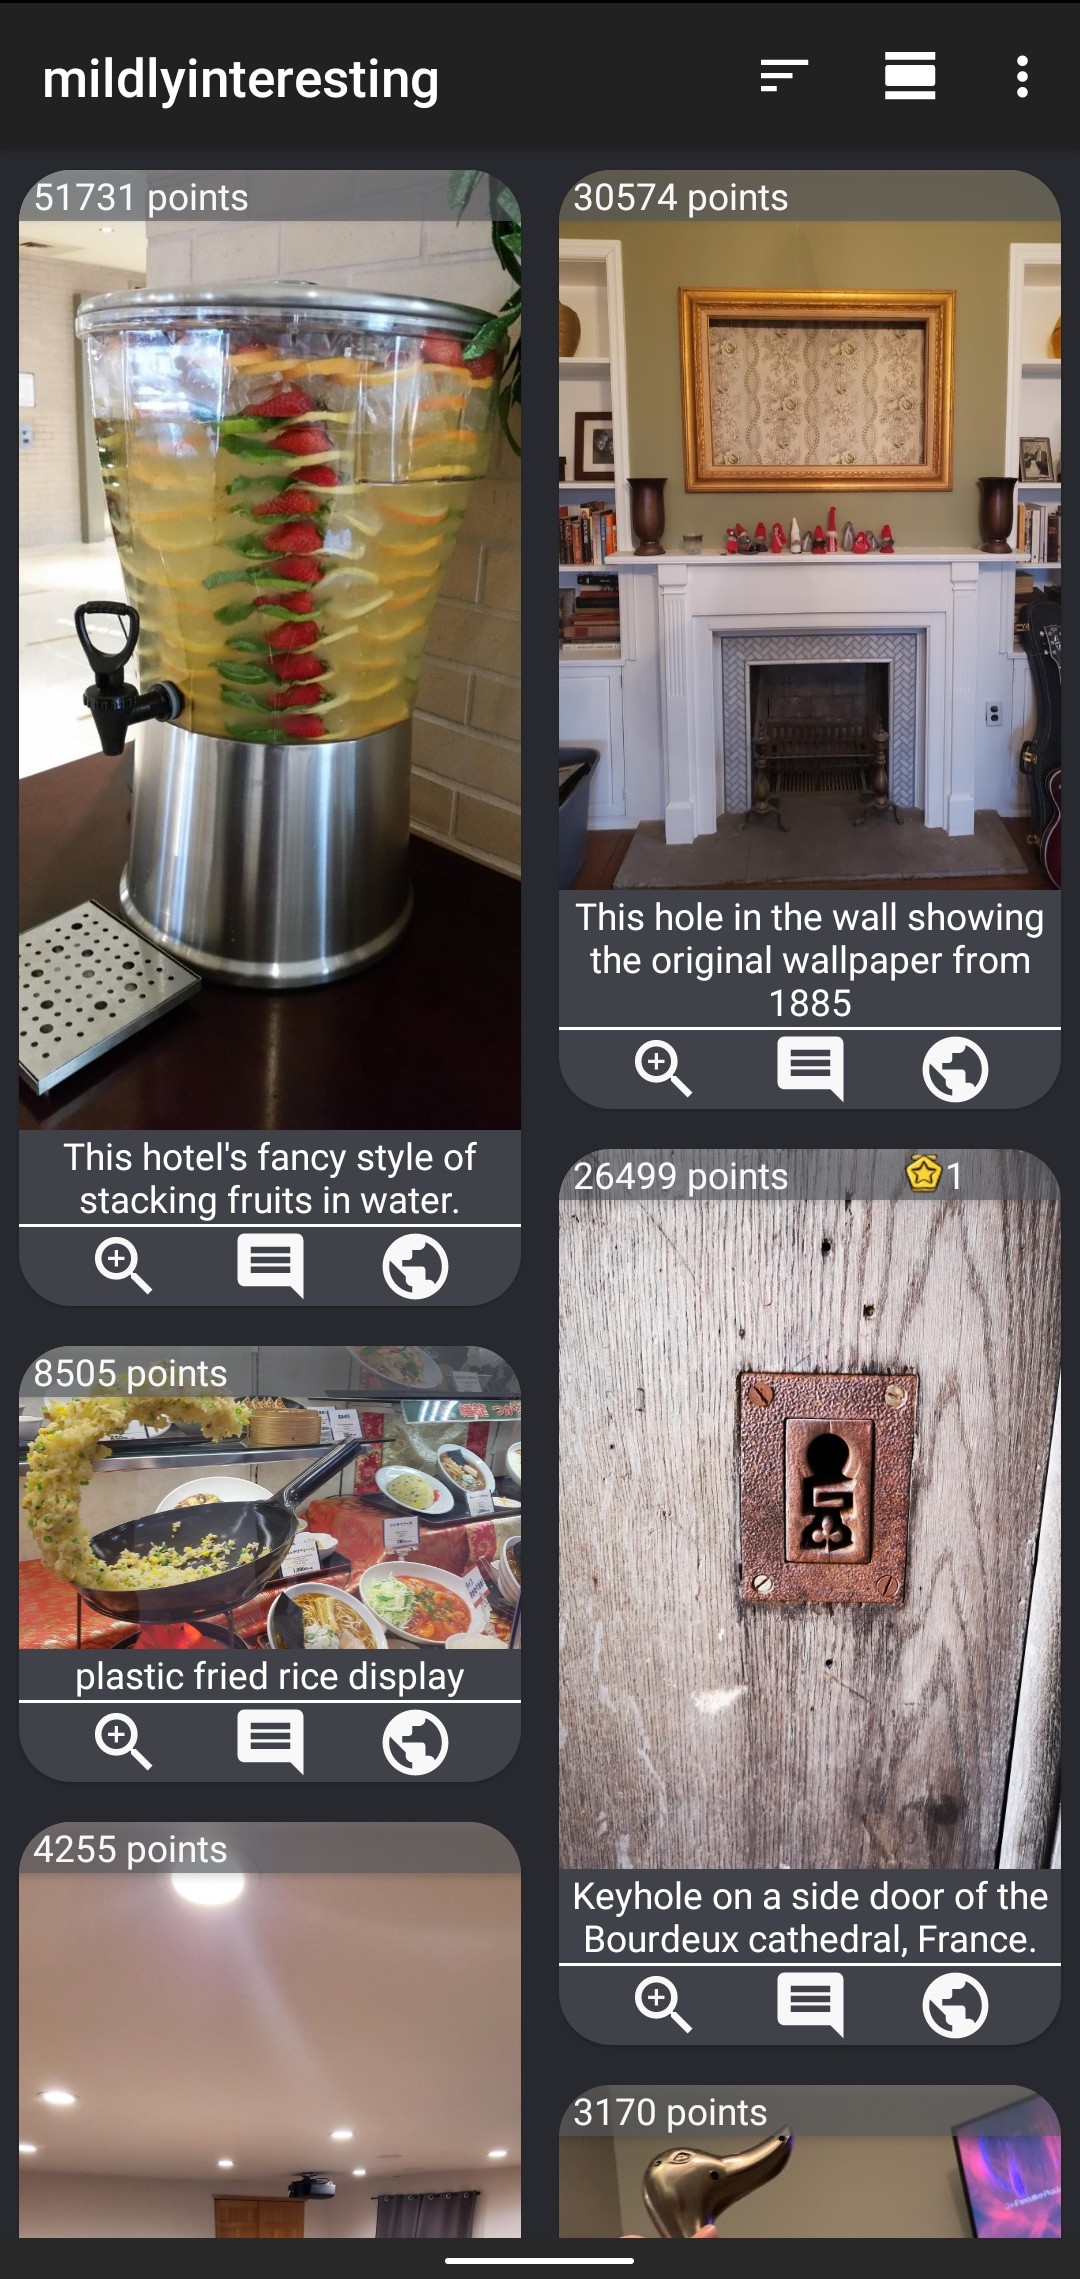 mildlyinteresting
51731 points
This hotel's fancy style of
stacking fruits in water.
30574 points
This hole in the wall showing
the original wallpaper from
1885
26499 points
1
8505 points
plastic fried rice display
Keyhole on a side door of the
Bourdeux cathedral, France.
4255 points
3170 points